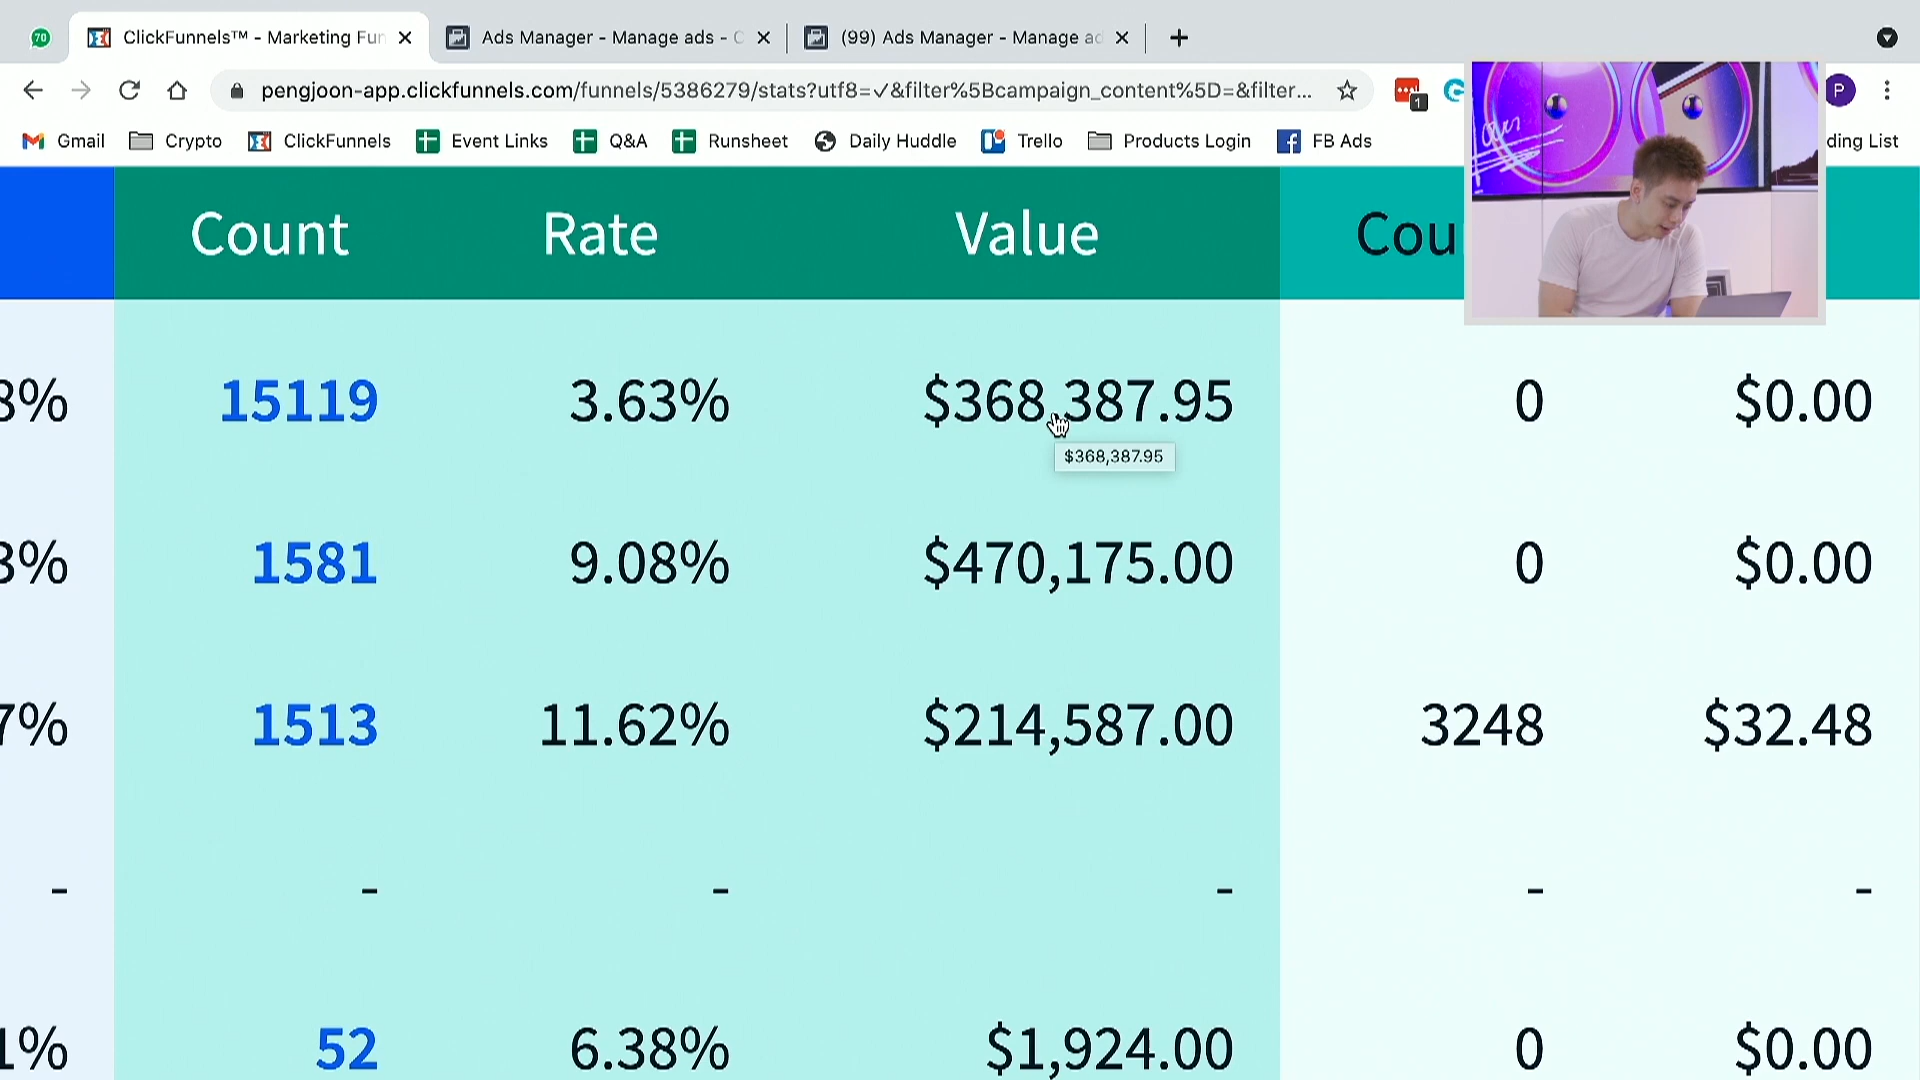 70
ClickFunnels™ - Marketing Fun
Ads Manager - Manage ads - C
(99) Ads Manager - Manage ad
pengjoon-app.clickfunnels.com/funnels/5386279/stats?utf8=✓&filter%5Bcampaign_content%5D=&filter...
1
P
Gmail
Crypto
ClickFunnels
Event Links
Q&A
Runsheet
Daily Huddle
Trello
Products Login
FB Ads
ding List
Count Rate Value Cou
8% 15119 3.63% $368,387.95 0 $0.00
$368,387.95
3% 1581 9.08% $470,175.00 0 $0.00
7% 1513 11.62% $214,587.00 3248 $32.48
- - - - - -
1% 52 6.38% $1,924.00 0 $0.00